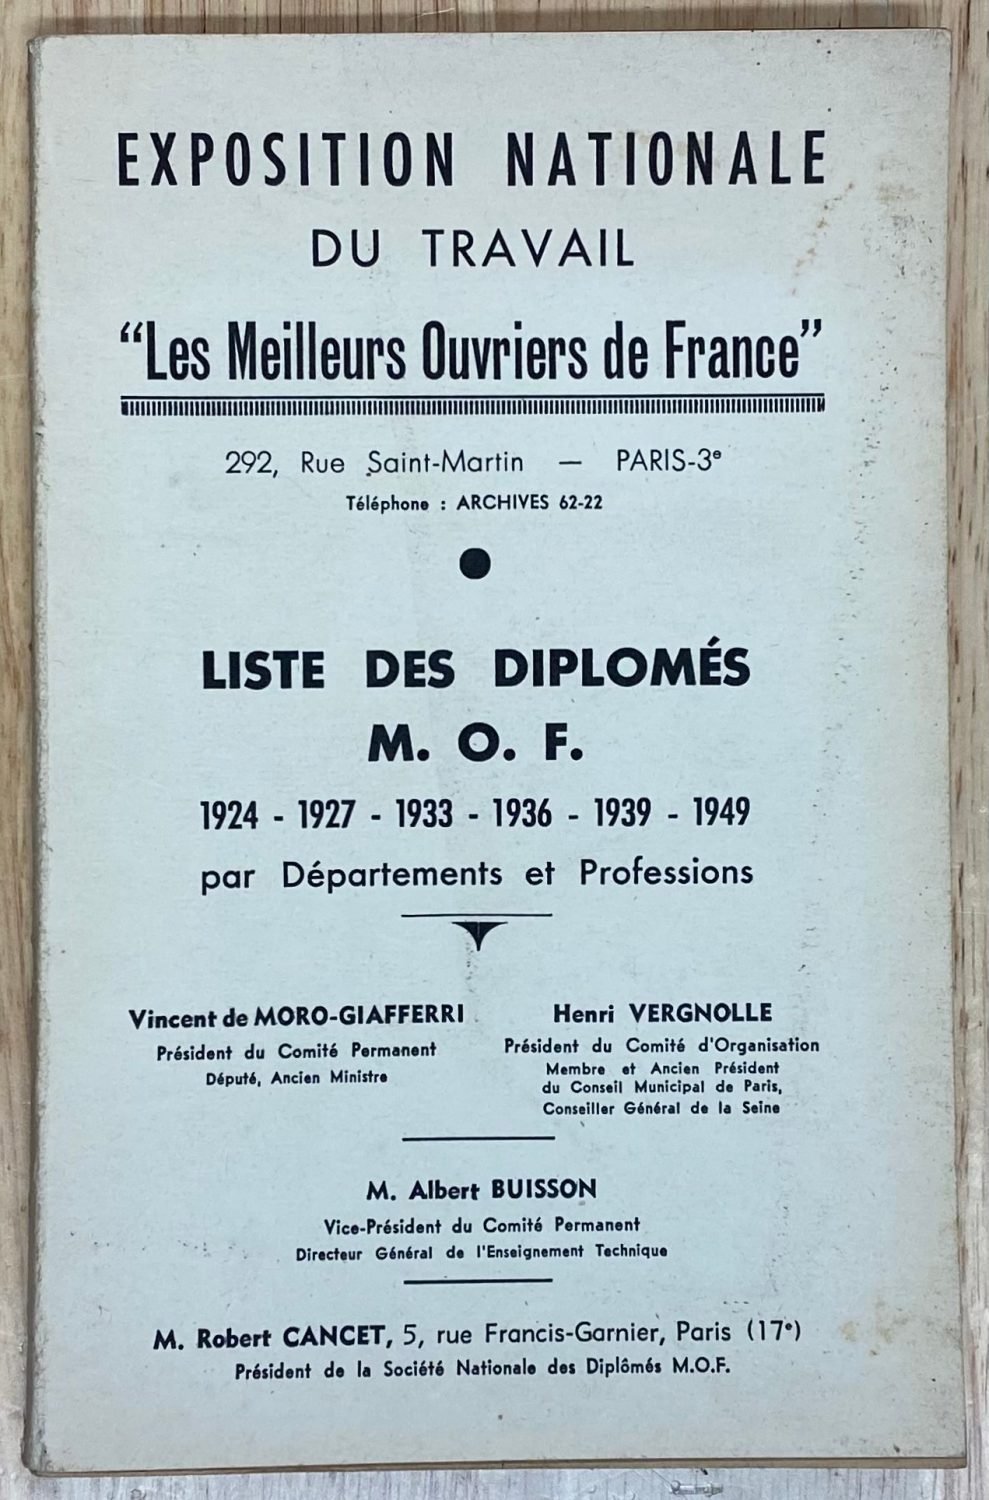 EXPOSITION NATIONALE
DU TRAVAIL
“Les Meilleurs Ouvriers de France”
292, Rue Saint-Martin — PARIS-3e
Téléphone : ARCHIVES 62-22
LISTE DES DIPLOMÉS
M. O. F.
1924 - 1927 - 1933 - 1936 - 1939 - 1949
par Départements et Professions
Vincent de MORO-GIAFFERRI
Président du Comité Permanent
Député, Ancien Ministre
Henri VERGNOLLE
Président du Comité d'Organisation
Membre et Ancien Président
du Conseil Municipal de Paris,
Conseiller Général de la Seine
M. Albert BUISSON
Vice-Président du Comité Permanent
Directeur Général de l'Enseignement Technique
M. Robert CANCET, 5, rue Francis-Garnier, Paris (17e)
Président de la Société Nationale des Diplômés M.O.F.